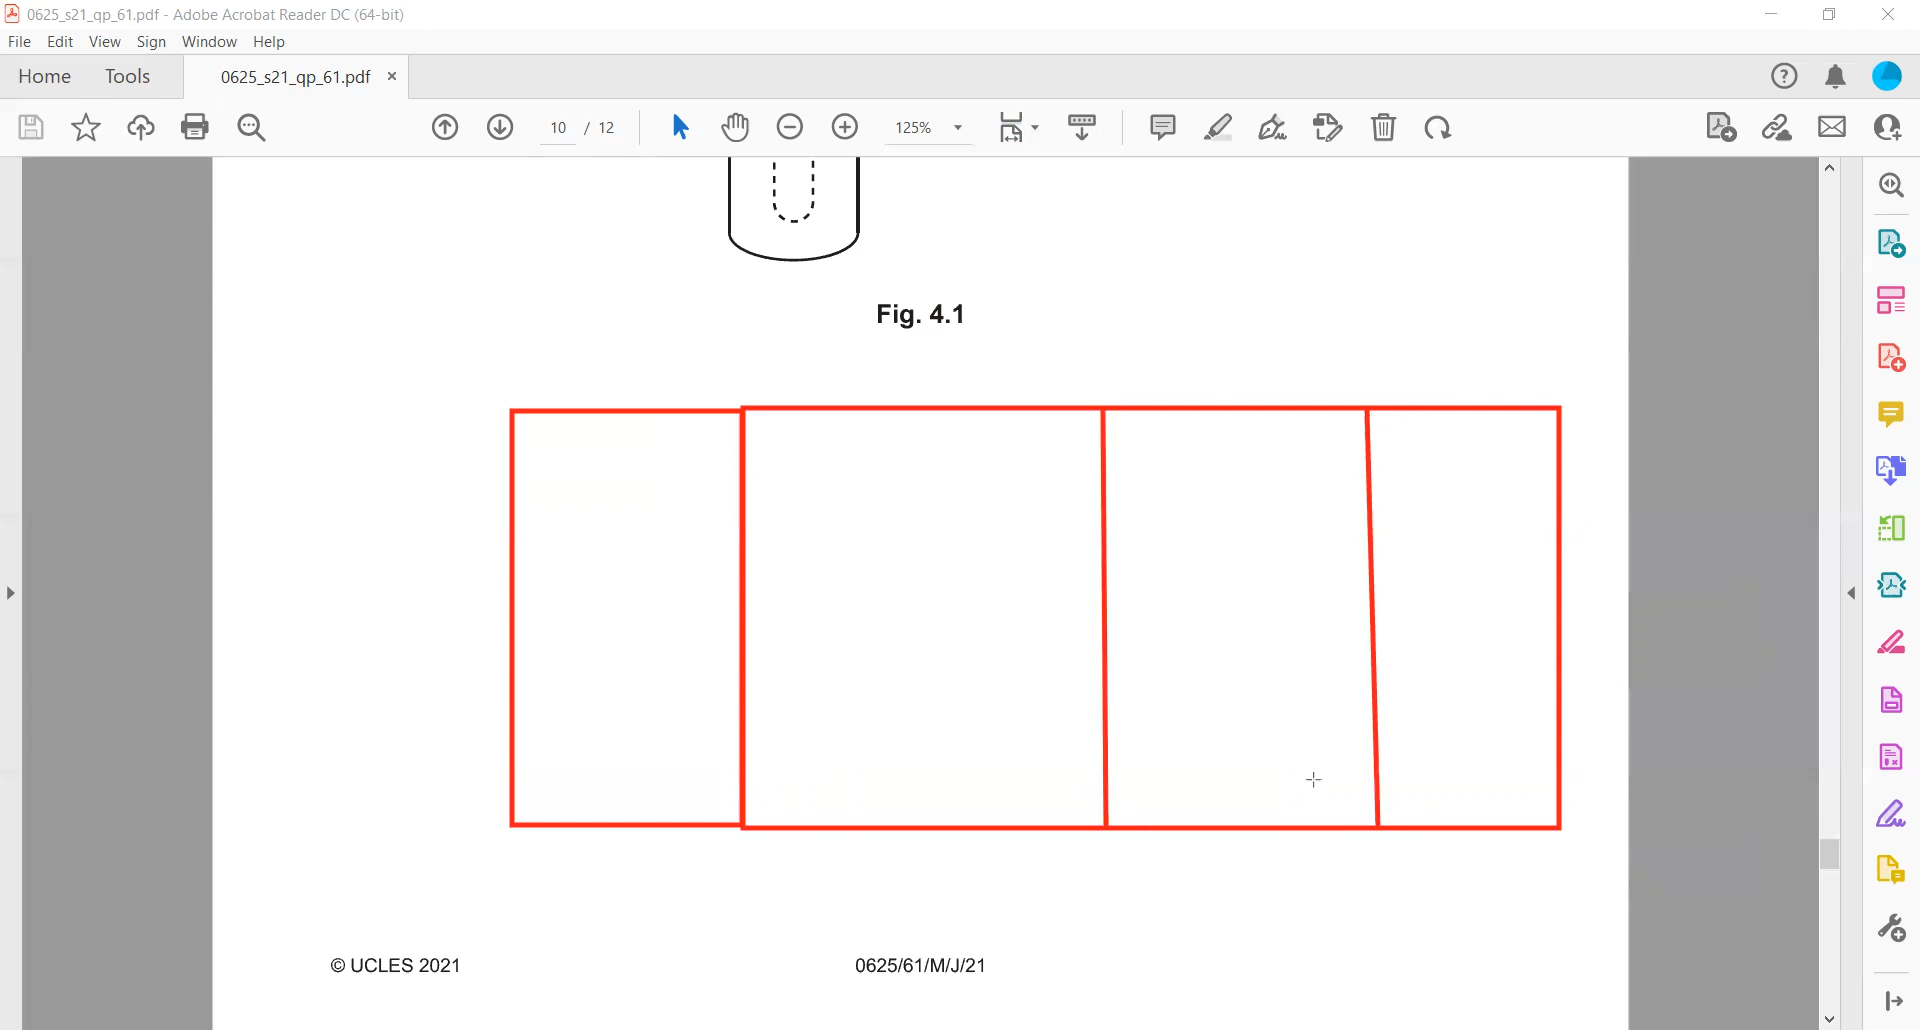 0625_s21_qp_61.pdf - Adobe Acrobat Reader DC (64-bit)
File Edit View Sign Window Help
Home Tools 0625_s21_qp_61.pdf ×
10 / 12 125%
Fig. 4.1
© UCLES 2021 0625/61/M/J/21